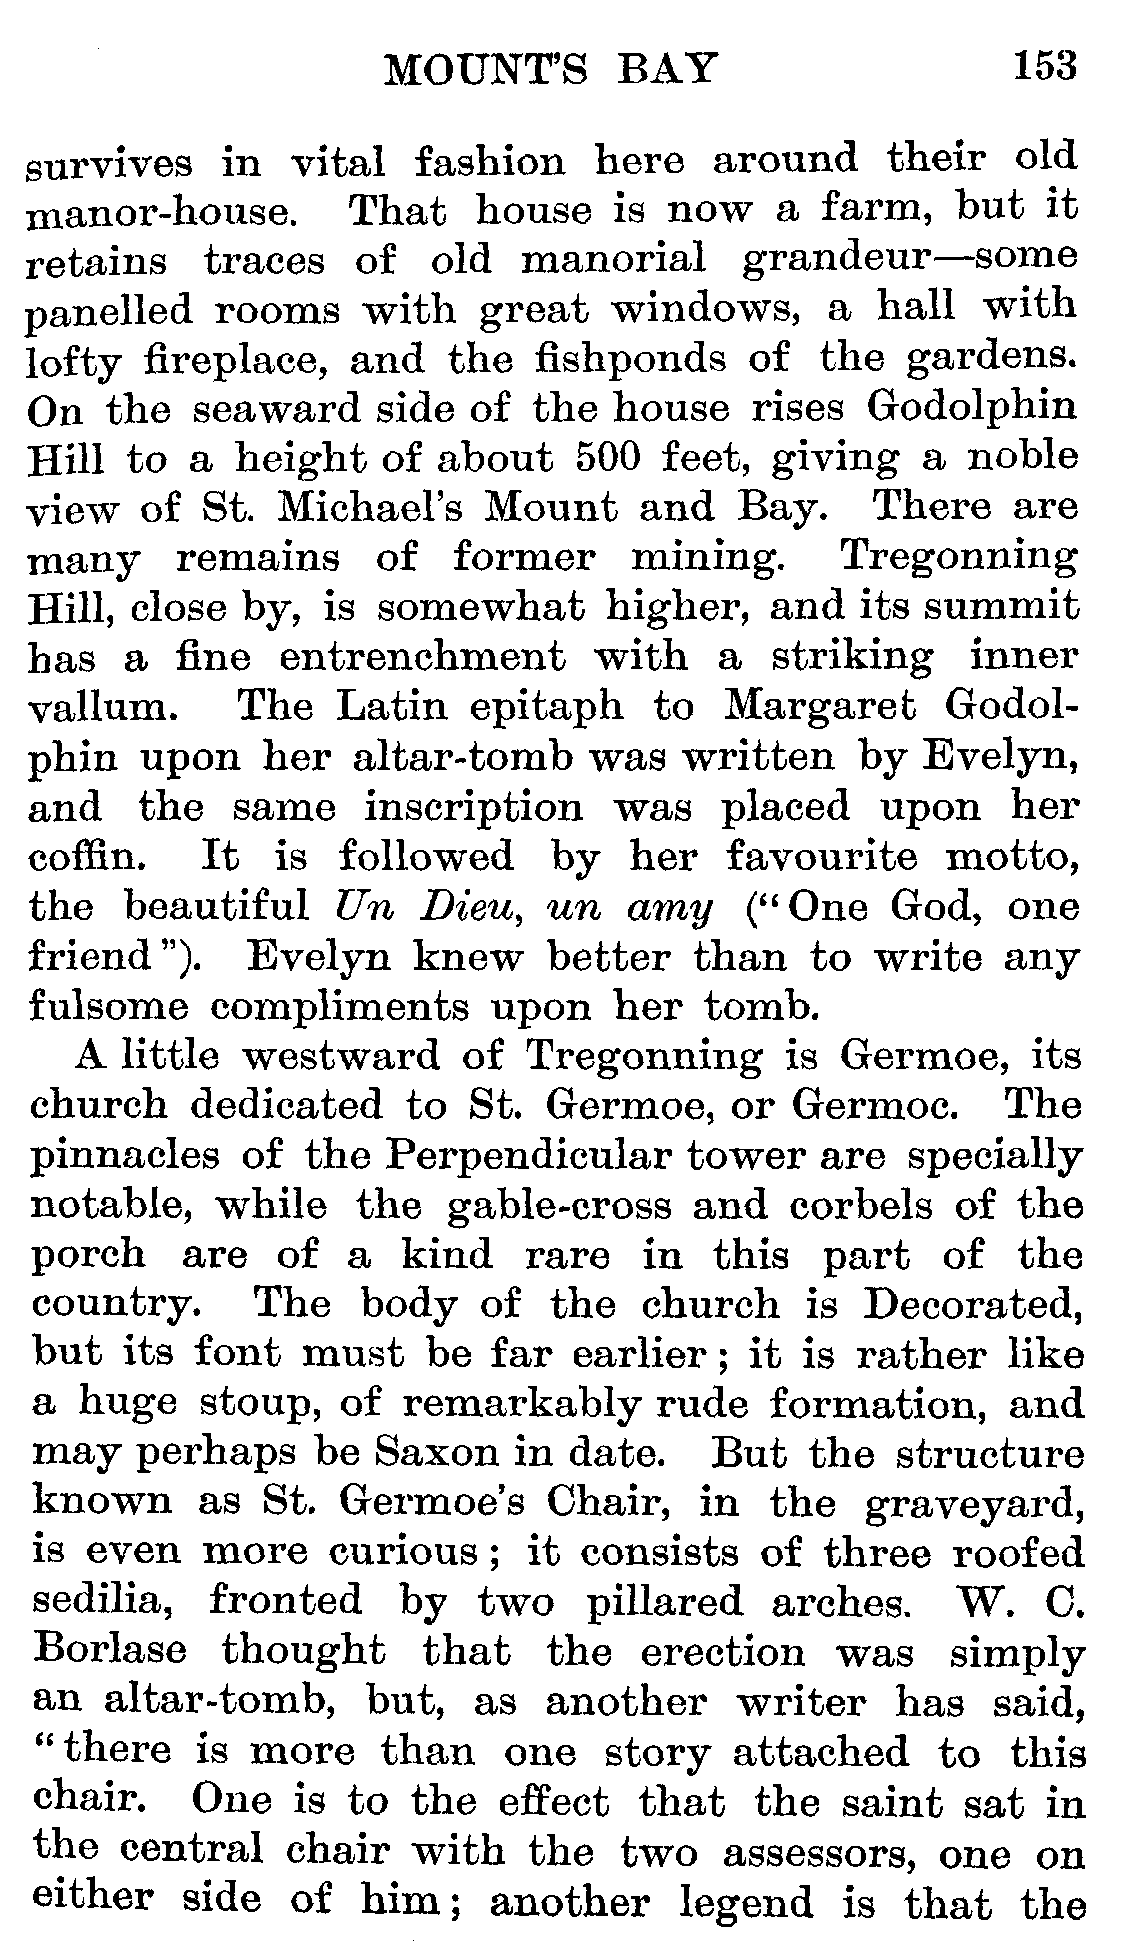 MOUNT'S BAY 153
survives in vital fashion here around their old
manor-house. That house is now a farm, but it
retains traces of old manorial grandeur—some
panelled rooms with great windows, a hall with
lofty fireplace, and the fishponds of the gardens.
On the seaward side of the house rises Godolphin
Hill to a height of about 500 feet, giving a noble
view of St. Michael's Mount and Bay. There are
many remains of former mining. Tregonning
Hill, close by, is somewhat higher, and its summit
has a fine entrenchment with a striking inner
vallum. The Latin epitaph to Margaret Godol-
phin upon her altar-tomb was written by Evelyn,
and the same inscription was placed upon her
coffin. It is followed by her favourite motto,
the beautiful Un Dieu, un amy (“One God, one
friend”). Evelyn knew better than to write any
fulsome compliments upon her tomb.
A little westward of Tregonning is Germoe, its
church dedicated to St. Germoe, or Germoc. The
pinnacles of the Perpendicular tower are specially
notable, while the gable-cross and corbels of the
porch are of a kind rare in this part of the
country. The body of the church is Decorated,
but its font must be far earlier; it is rather like
a huge stoup, of remarkably rude formation, and
may perhaps be Saxon in date. But the structure
known as St. Germoe's Chair, in the graveyard,
is even more curious; it consists of three roofed
sedilia, fronted by two pillared arches. W. C.
Borlase thought that the erection was simply
an altar-tomb, but, as another writer has said,
“there is more than one story attached to this
chair. One is to the effect that the saint sat in
the central chair with the two assessors, one on
either side of him; another legend is that the